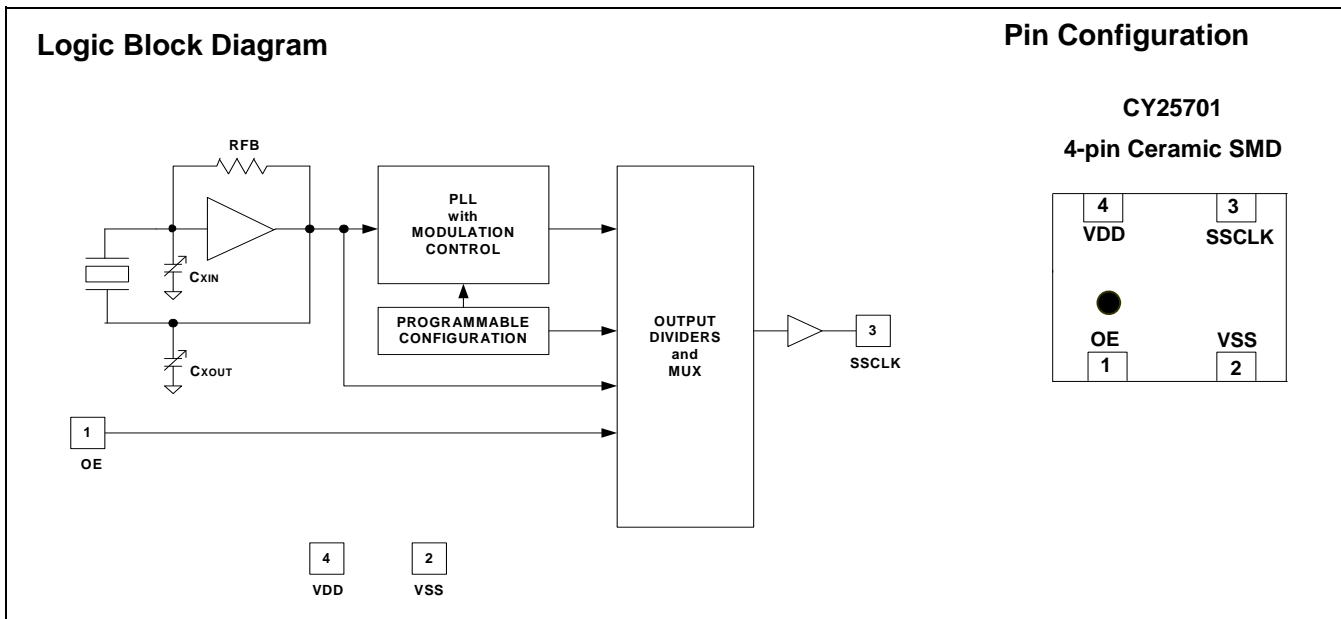 Logic Block Diagram
RFB
CXIN
CXOUT
PLL
with
MODULATION
CONTROL
PROGRAMMABLE
CONFIGURATION
OUTPUT
DIVIDERS
and
MUX
3
SSCLK
1
OE
4
VDD
2
VSS
Pin Configuration
CY25701
4-pin Ceramic SMD
4
VDD
3
SSCLK
OE
1
VSS
2